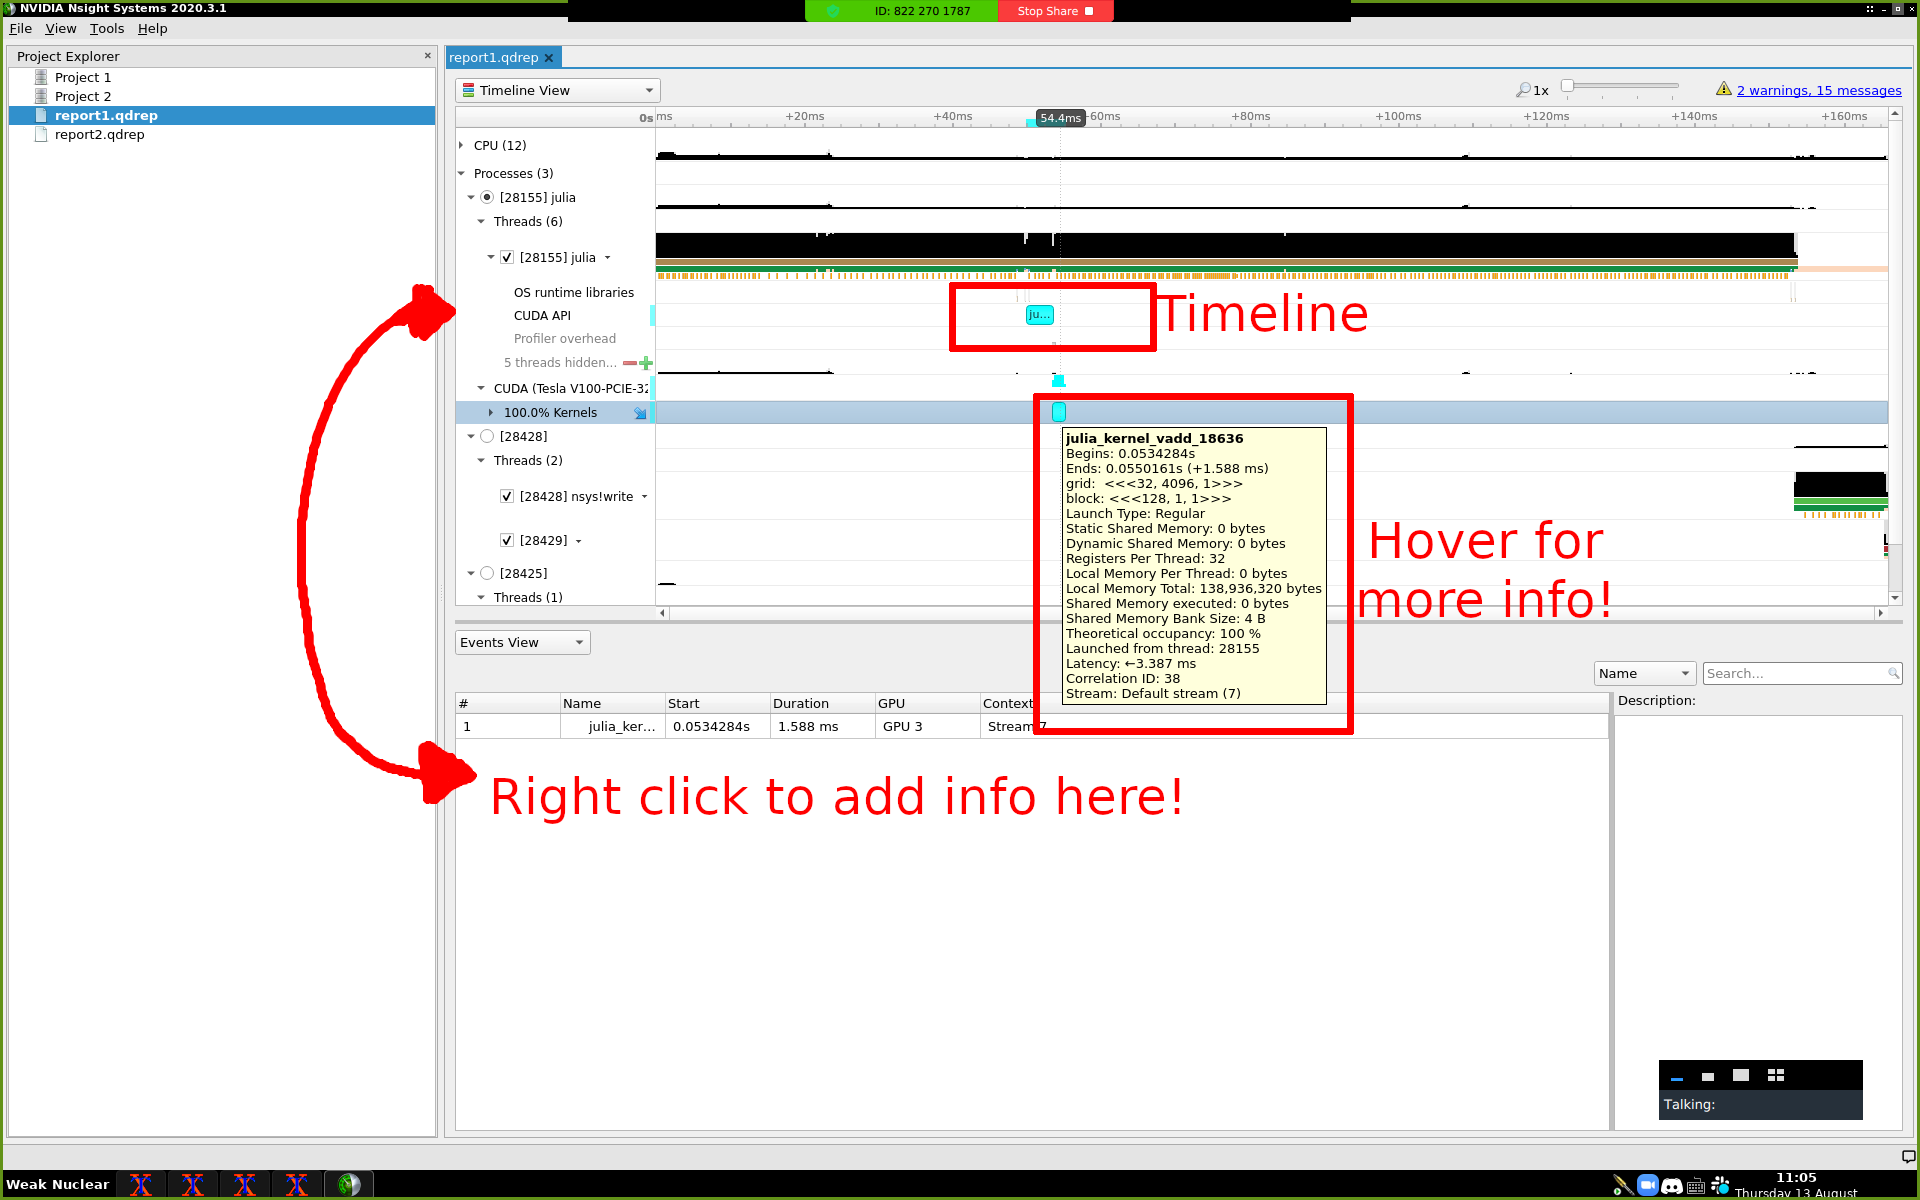 NVIDIA Nsight Systems 2020.3.1
ID: 822 270 1787
Stop Share
File View Tools Help
Project Explorer
Project 1
Project 2
report1.qdrep
report2.qdrep
report1.qdrep
Timeline View
1x
2 warnings, 15 messages
0s ms +20ms +40ms 54.4ms +60ms +80ms +100ms +120ms +140ms +160ms
CPU (12)
Processes (3)
[28155] julia
Threads (6)
[28155] julia
OS runtime libraries
CUDA API
ju...
Timeline
Profiler overhead
5 threads hidden...
CUDA (Tesla V100-PCIE-32
100.0% Kernels
[28428]
Threads (2)
[28428] nsys!write
[28429]
[28425]
Threads (1)
julia_kernel_vadd_18636
Begins: 0.0534284s
Ends: 0.0550161s (+1.588 ms)
grid: <<<32, 4096, 1>>>
block: <<<128, 1, 1>>>
Launch Type: Regular
Static Shared Memory: 0 bytes
Dynamic Shared Memory: 0 bytes
Registers Per Thread: 32
Local Memory Per Thread: 0 bytes
Local Memory Total: 138,936,320 bytes
Shared Memory executed: 0 bytes
Shared Memory Bank Size: 4 B
Theoretical occupancy: 100 %
Launched from thread: 28155
Latency: ←3.387 ms
Correlation ID: 38
Stream: Default stream (7)
Hover for
more info!
Events View
Name
Search...
# Name Start Duration GPU Context
1 julia_ker... 0.0534284s 1.588 ms GPU 3 Stream 7
Description:
Right click to add info here!
Talking:
Weak Nuclear
11:05
Thursday 13 August